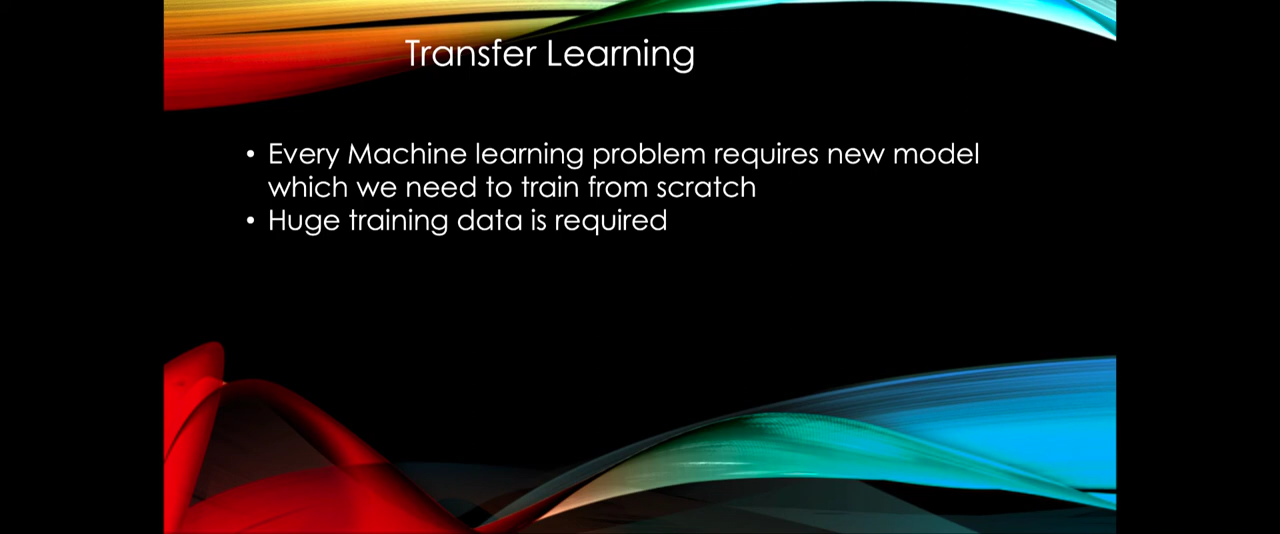 Transfer Learning
• Every Machine learning problem requires new model
which we need to train from scratch
• Huge training data is required